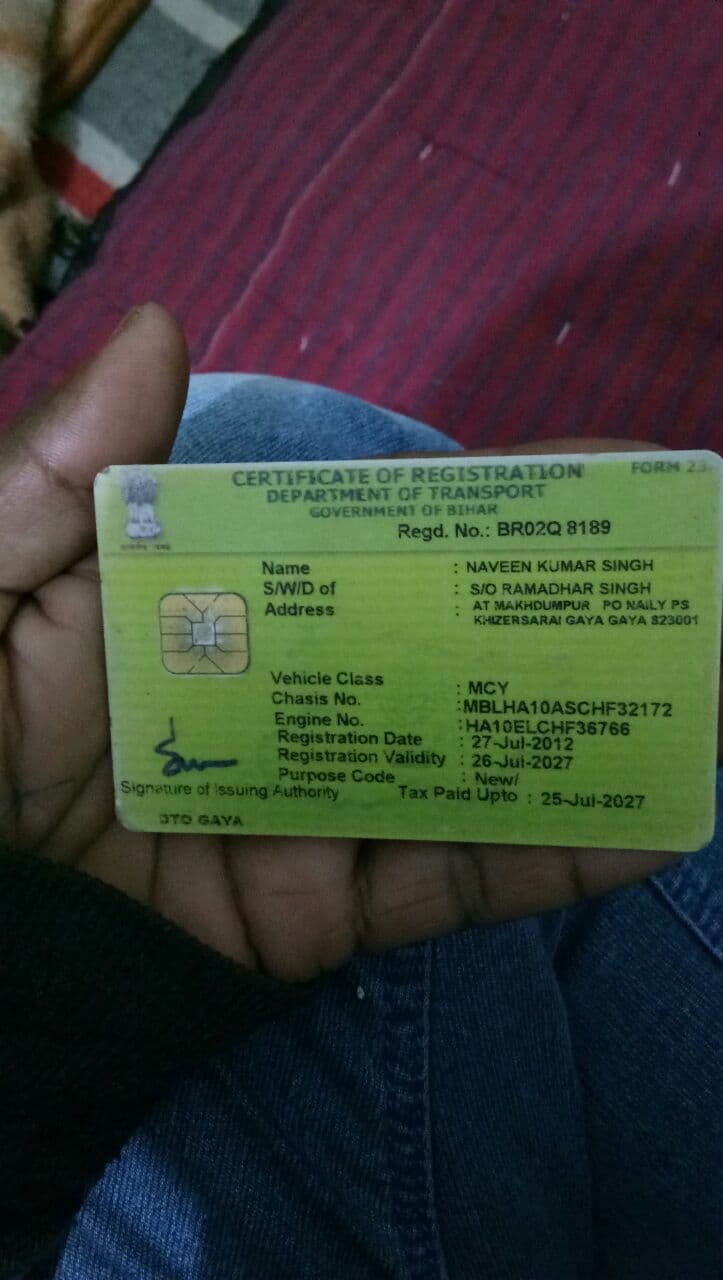 CERTIFICATE OF REGISTRATION FORM 23
DEPARTMENT OF TRANSPORT
GOVERNMENT OF BIHAR
Regd. No.: BR02Q 8189
Name : NAVEEN KUMAR SINGH
S/W/D of : S/O RAMADHAR SINGH
Address : AT MAKHDUMPUR PO NAILY PS
KHIZERSARAI GAYA GAYA 823001
Vehicle Class : MCY
Chasis No. :MBLHA10ASCHF32172
Engine No. :HA10ELCHF36766
Registration Date : 27-Jul-2012
Registration Validity : 26-Jul-2027
Purpose Code : New/
Signature of Issuing Authority Tax Paid Upto : 25-Jul-2027
DTO GAYA